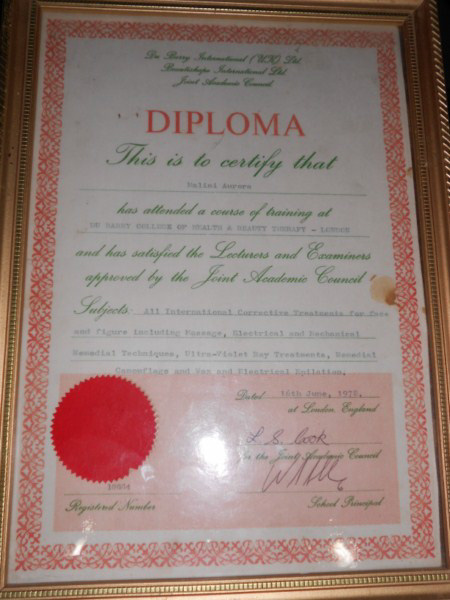 De Barry International (UK) Ltd
International Ltd
Joint Academic Council
DIPLOMA
This is to certify that
Nalini
has attended a course of training at
DE BARRY COLLEGE OF HEALTH & BEAUTY THERAPY - LONDON
and has satisfied the Lecturers and Examiners
approved by the Joint Academic Council
Subjects: All International Corrective Treatments for face
and figure including Massage, Electrical and Mechanical
Remedial Techniques, Ultra-Violet Ray Treatments, Remedial
Camouflage and Wax and Electrical Epilation.
Dated 16th June, 1972.
at London, England
L. S. Cook
for the Joint Academic Council
Registered Number
School Principal